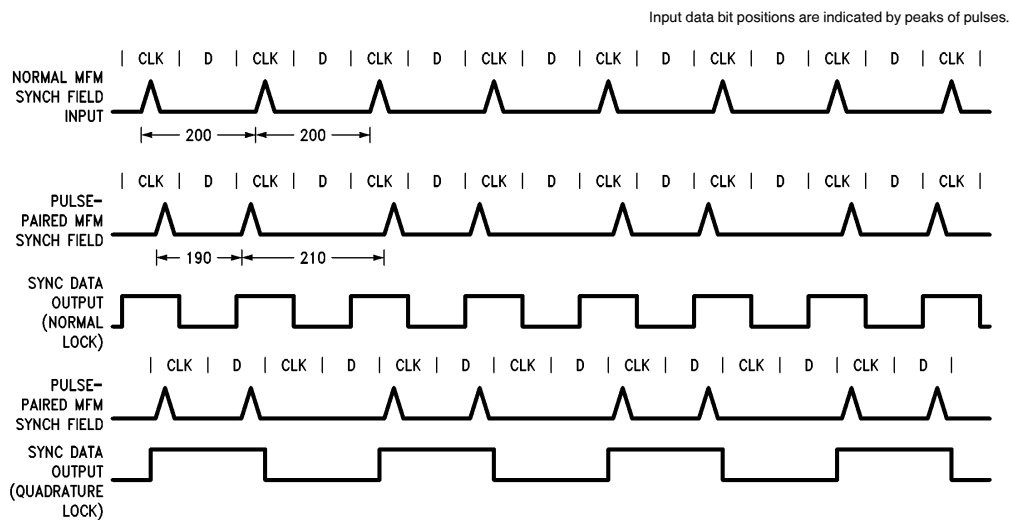 Input data bit positions are indicated by peaks of pulses.
| CLK | D | CLK | D | CLK | D | CLK | D | CLK | D | CLK | D | CLK | D | CLK |
NORMAL MFM
SYNCH FIELD
INPUT
200 200
| CLK | D | CLK | D | CLK | D | CLK | D | CLK | D | CLK | D | CLK | D | CLK |
PULSE-
PAIRED MFM
SYNCH FIELD
190 210
SYNC DATA
OUTPUT
(NORMAL
LOCK)
| CLK | D | CLK | D | CLK | D | CLK | D | CLK | D | CLK | D | CLK | D |
PULSE-
PAIRED MFM
SYNCH FIELD
SYNC DATA
OUTPUT
(QUADRATURE
LOCK)